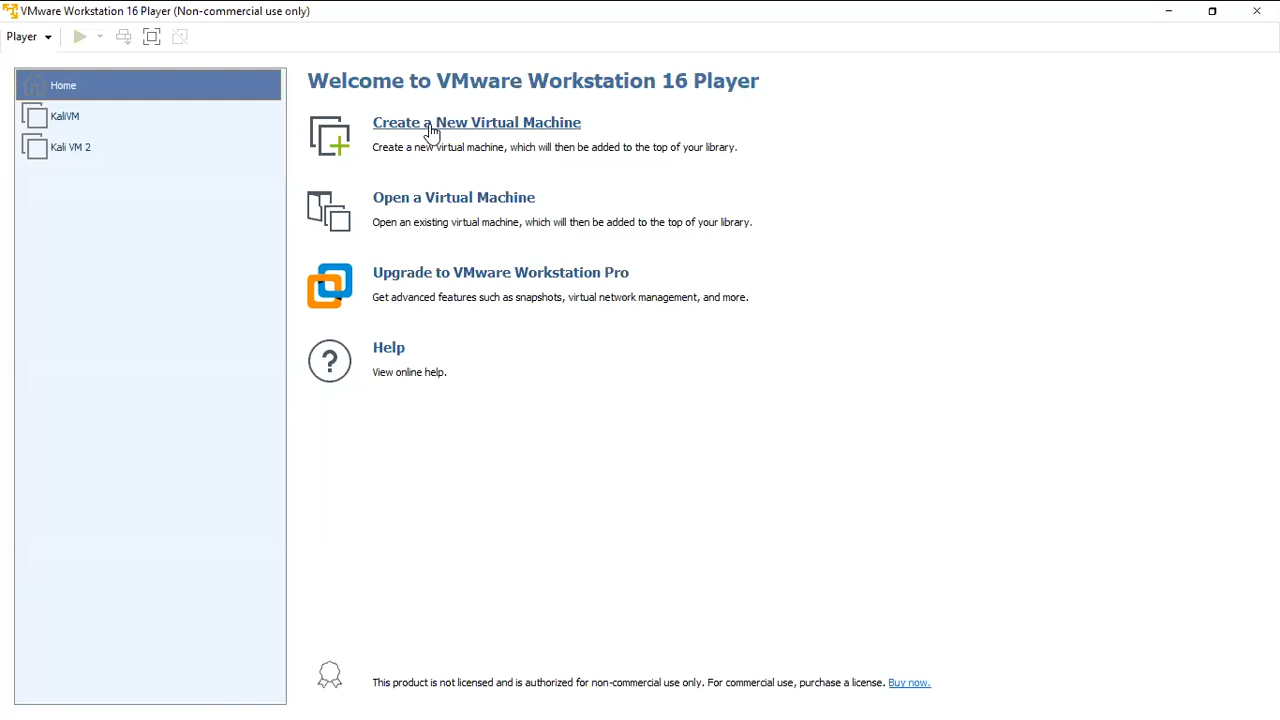 VMware Workstation 16 Player (Non-commercial use only)
Player
Home
KaliVM
Kali VM 2
Welcome to VMware Workstation 16 Player
Create a New Virtual Machine
Create a new virtual machine, which will then be added to the top of your library.
Open a Virtual Machine
Open an existing virtual machine, which will then be added to the top of your library.
Upgrade to VMware Workstation Pro
Get advanced features such as snapshots, virtual network management, and more.
?
Help
View online help.
This product is not licensed and is authorized for non-commercial use only. For commercial use, purchase a license. Buy now.